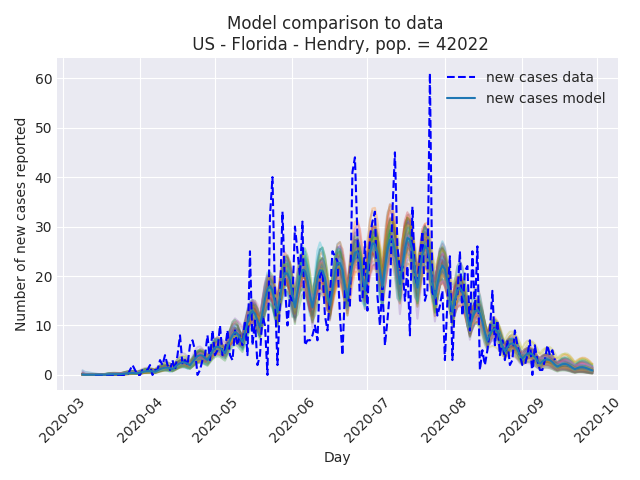 Model comparison to data
US - Florida - Hendry, pop. = 42022
Number of new cases reported
60
50
40
30
20
10
0
new cases data
new cases model
2020-03
2020-04
2020-05
2020-06
2020-07
2020-08
2020-09
2020-10
Day